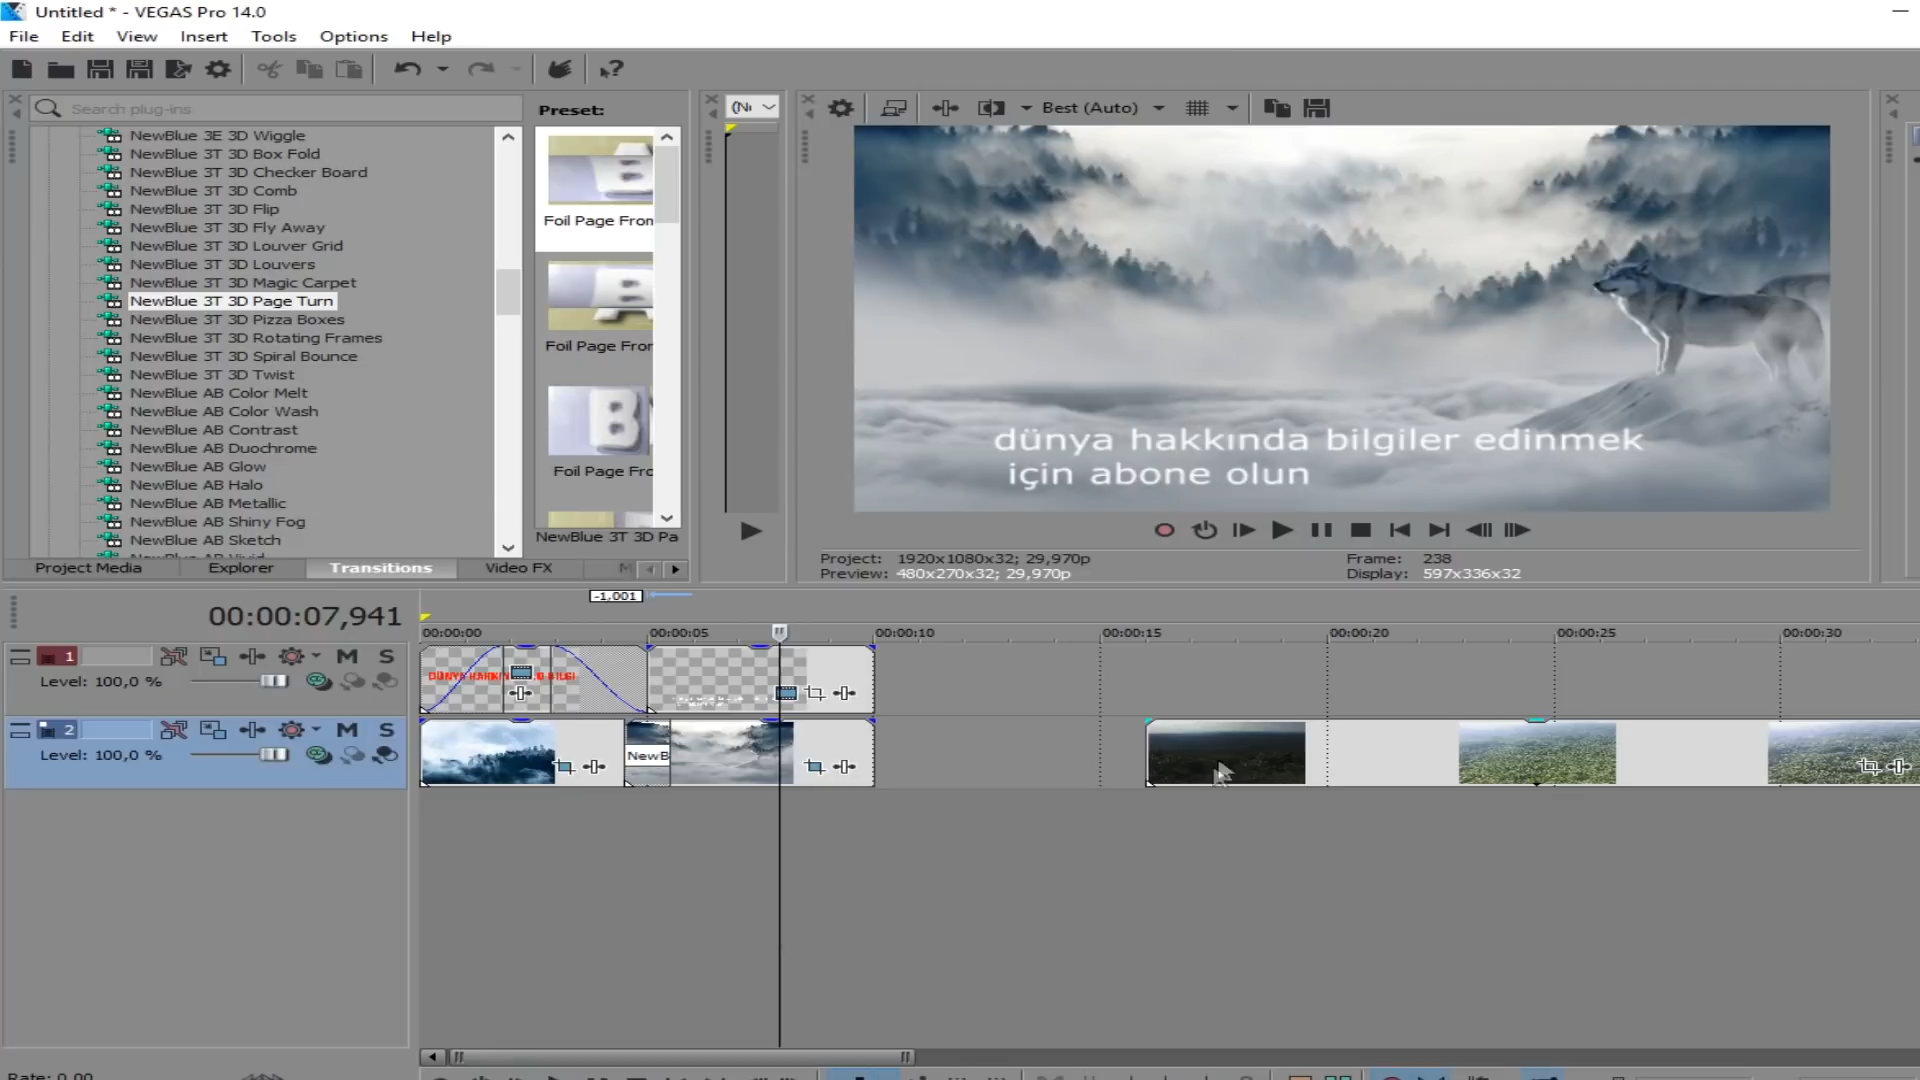 Untitled * - VEGAS Pro 14.0
File Edit View Insert Tools Options Help
Search plug-ins
Preset:
Best (Auto)
NewBlue 3E 3D Wiggle
NewBlue 3T 3D Box Fold
NewBlue 3T 3D Checker Board
NewBlue 3T 3D Comb
NewBlue 3T 3D Flip
NewBlue 3T 3D Fly Away
NewBlue 3T 3D Louver Grid
NewBlue 3T 3D Louvers
NewBlue 3T 3D Magic Carpet
NewBlue 3T 3D Page Turn
NewBlue 3T 3D Pizza Boxes
NewBlue 3T 3D Rotating Frames
NewBlue 3T 3D Spiral Bounce
NewBlue 3T 3D Twist
NewBlue AB Color Melt
NewBlue AB Color Wash
NewBlue AB Contrast
NewBlue AB Duochrome
NewBlue AB Glow
NewBlue AB Halo
NewBlue AB Metallic
NewBlue AB Shiny Fog
NewBlue AB Sketch
Foil Page Fron
Foil Page Fror
B
Foil Page Frc
NewBlue 3T 3D Pa
dünya hakkında bilgiler edinmek
için abone olun
Project: 1920x1080x32; 29,970p
Preview: 480x270x32; 29,970p
Frame: 238
Display: 597x336x32
Project Media Explorer Transitions Video FX
-1,001
00:00:07,941
00:00:00 00:00:05 00:00:10 00:00:15 00:00:20 00:00:25 00:00:30
1 M S
Level: 100,0 %
2 M S
Level: 100,0 %
NewB
Rate: 0,00